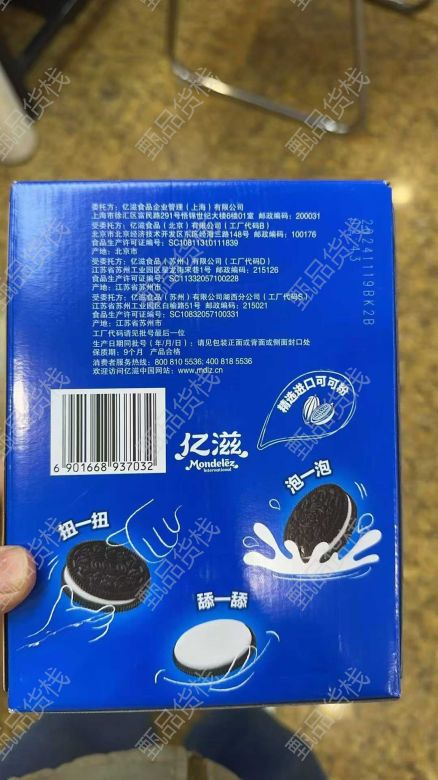 委托方：亿滋食品企业管理（上海）有限公司
上海市徐汇区富民路291号悟锦世纪大楼6楼01室 邮政编码：200031
受委托方：亿滋食品（北京）有限公司（工厂代码B）
北京市北京经济技术开发区东区经海三路148号 邮政编码：100176
食品生产许可证编号：SC10811310111839
产地：北京市
受委托方：亿滋食品（苏州）有限公司（工厂代码D）
江苏省苏州工业园区星龙街宋巷1号 邮政编码：215126
食品生产许可证编号：SC11332057100228
产地：江苏省苏州市
受委托方：亿滋食品（苏州）有限公司湖西分公司（工厂代码S）
江苏省苏州工业园区白榆路51号 邮政编码：215021
食品生产许可证编号：SC10832057100331
产地：江苏省苏州市
工厂代码请见批号最后一位
生产日期同批号（年/月/日）：请见包装正面或背面或侧面封口处
保质期：9个月 产品合格
消费者服务热线：800 810 5536; 400 818 5536
欢迎访问亿滋中国网站：www.mdlz.cn
20241119BK2B
精选进口可可粉
6 901668 937032
亿滋
Mondelēz
International
泡一泡
扭一扭
舔一舔
甄品货栈